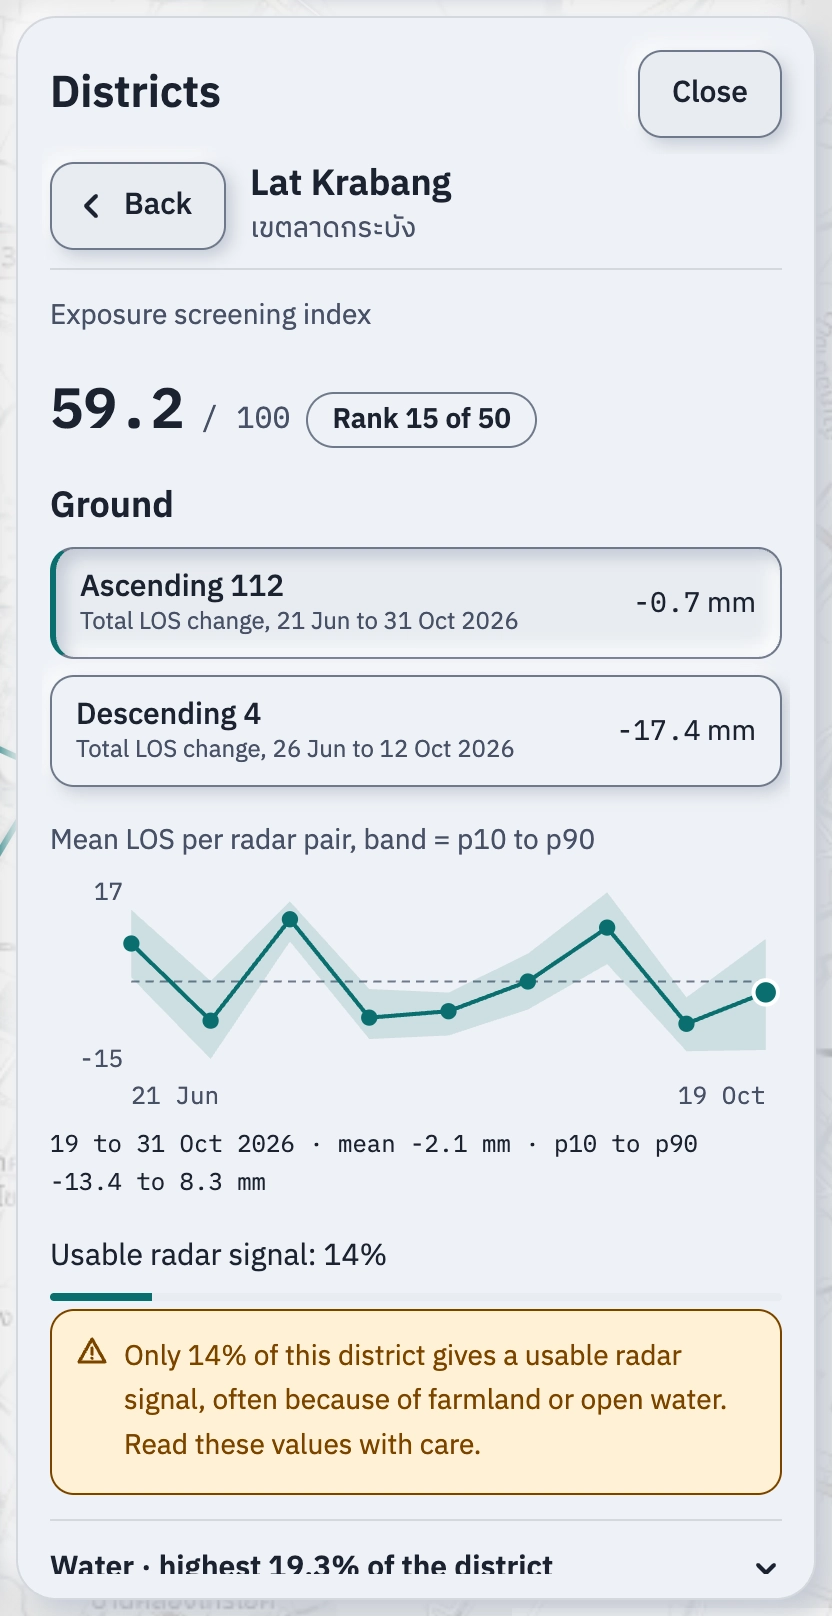 Districts
Close
Back
Lat Krabang
เขตลาดกระบัง
Exposure screening index
59.2 / 100
Rank 15 of 50
Ground
Ascending 112
Total LOS change, 21 Jun to 31 Oct 2026
-0.7 mm
Descending 4
Total LOS change, 26 Jun to 12 Oct 2026
-17.4 mm
Mean LOS per radar pair, band = p10 to p90
17
-15
21 Jun
19 Oct
19 to 31 Oct 2026 · mean -2.1 mm · p10 to p90
-13.4 to 8.3 mm
Usable radar signal: 14%
Only 14% of this district gives a usable radar
signal, often because of farmland or open water.
Read these values with care.
Water · highest 19.3% of the district